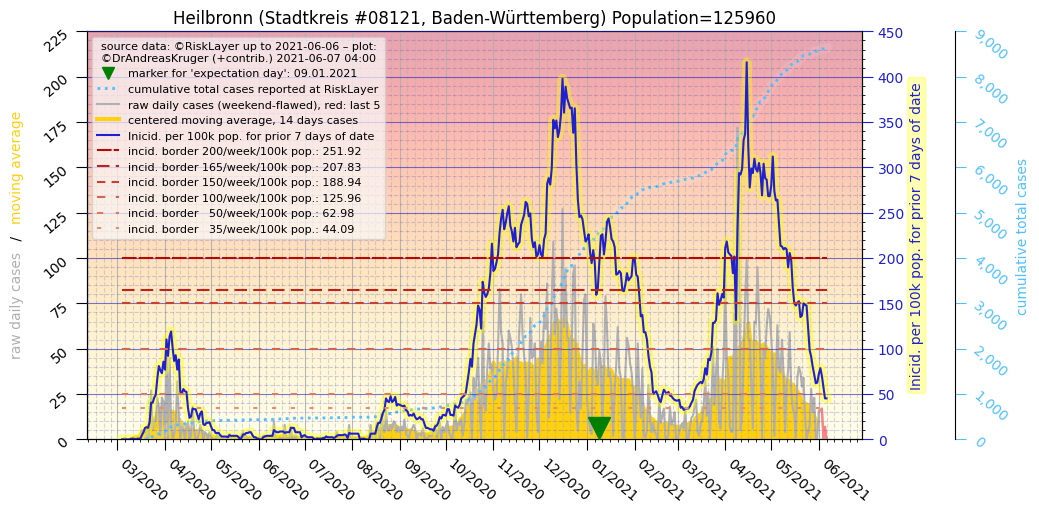 Heilbronn (Stadtkreis #08121, Baden-Württemberg) Population=125960
source data: ©RiskLayer up to 2021-06-06 – plot:
©DrAndreasKruger (+contrib.) 2021-06-07 04:00
marker for 'expectation day': 09.01.2021
cumulative total cases reported at RiskLayer
raw daily cases (weekend-flawed), red: last 5
centered moving average, 14 days cases
Inicid. per 100k pop. for prior 7 days of date
incid. border 200/week/100k pop.: 251.92
incid. border 165/week/100k pop.: 207.83
incid. border 150/week/100k pop.: 188.94
incid. border 100/week/100k pop.: 125.96
incid. border   50/week/100k pop.: 62.98
incid. border   35/week/100k pop.: 44.09
raw daily cases / moving average
225
200
175
150
125
100
75
50
25
0
450
400
350
300
250
200
150
100
50
0
Inicid. per 100k pop. for prior 7 days of date
9,000
8,000
7,000
6,000
5,000
4,000
3,000
2,000
1,000
0
cumulative total cases
03/2020
04/2020
05/2020
06/2020
07/2020
08/2020
09/2020
10/2020
11/2020
12/2020
01/2021
02/2021
03/2021
04/2021
05/2021
06/2021